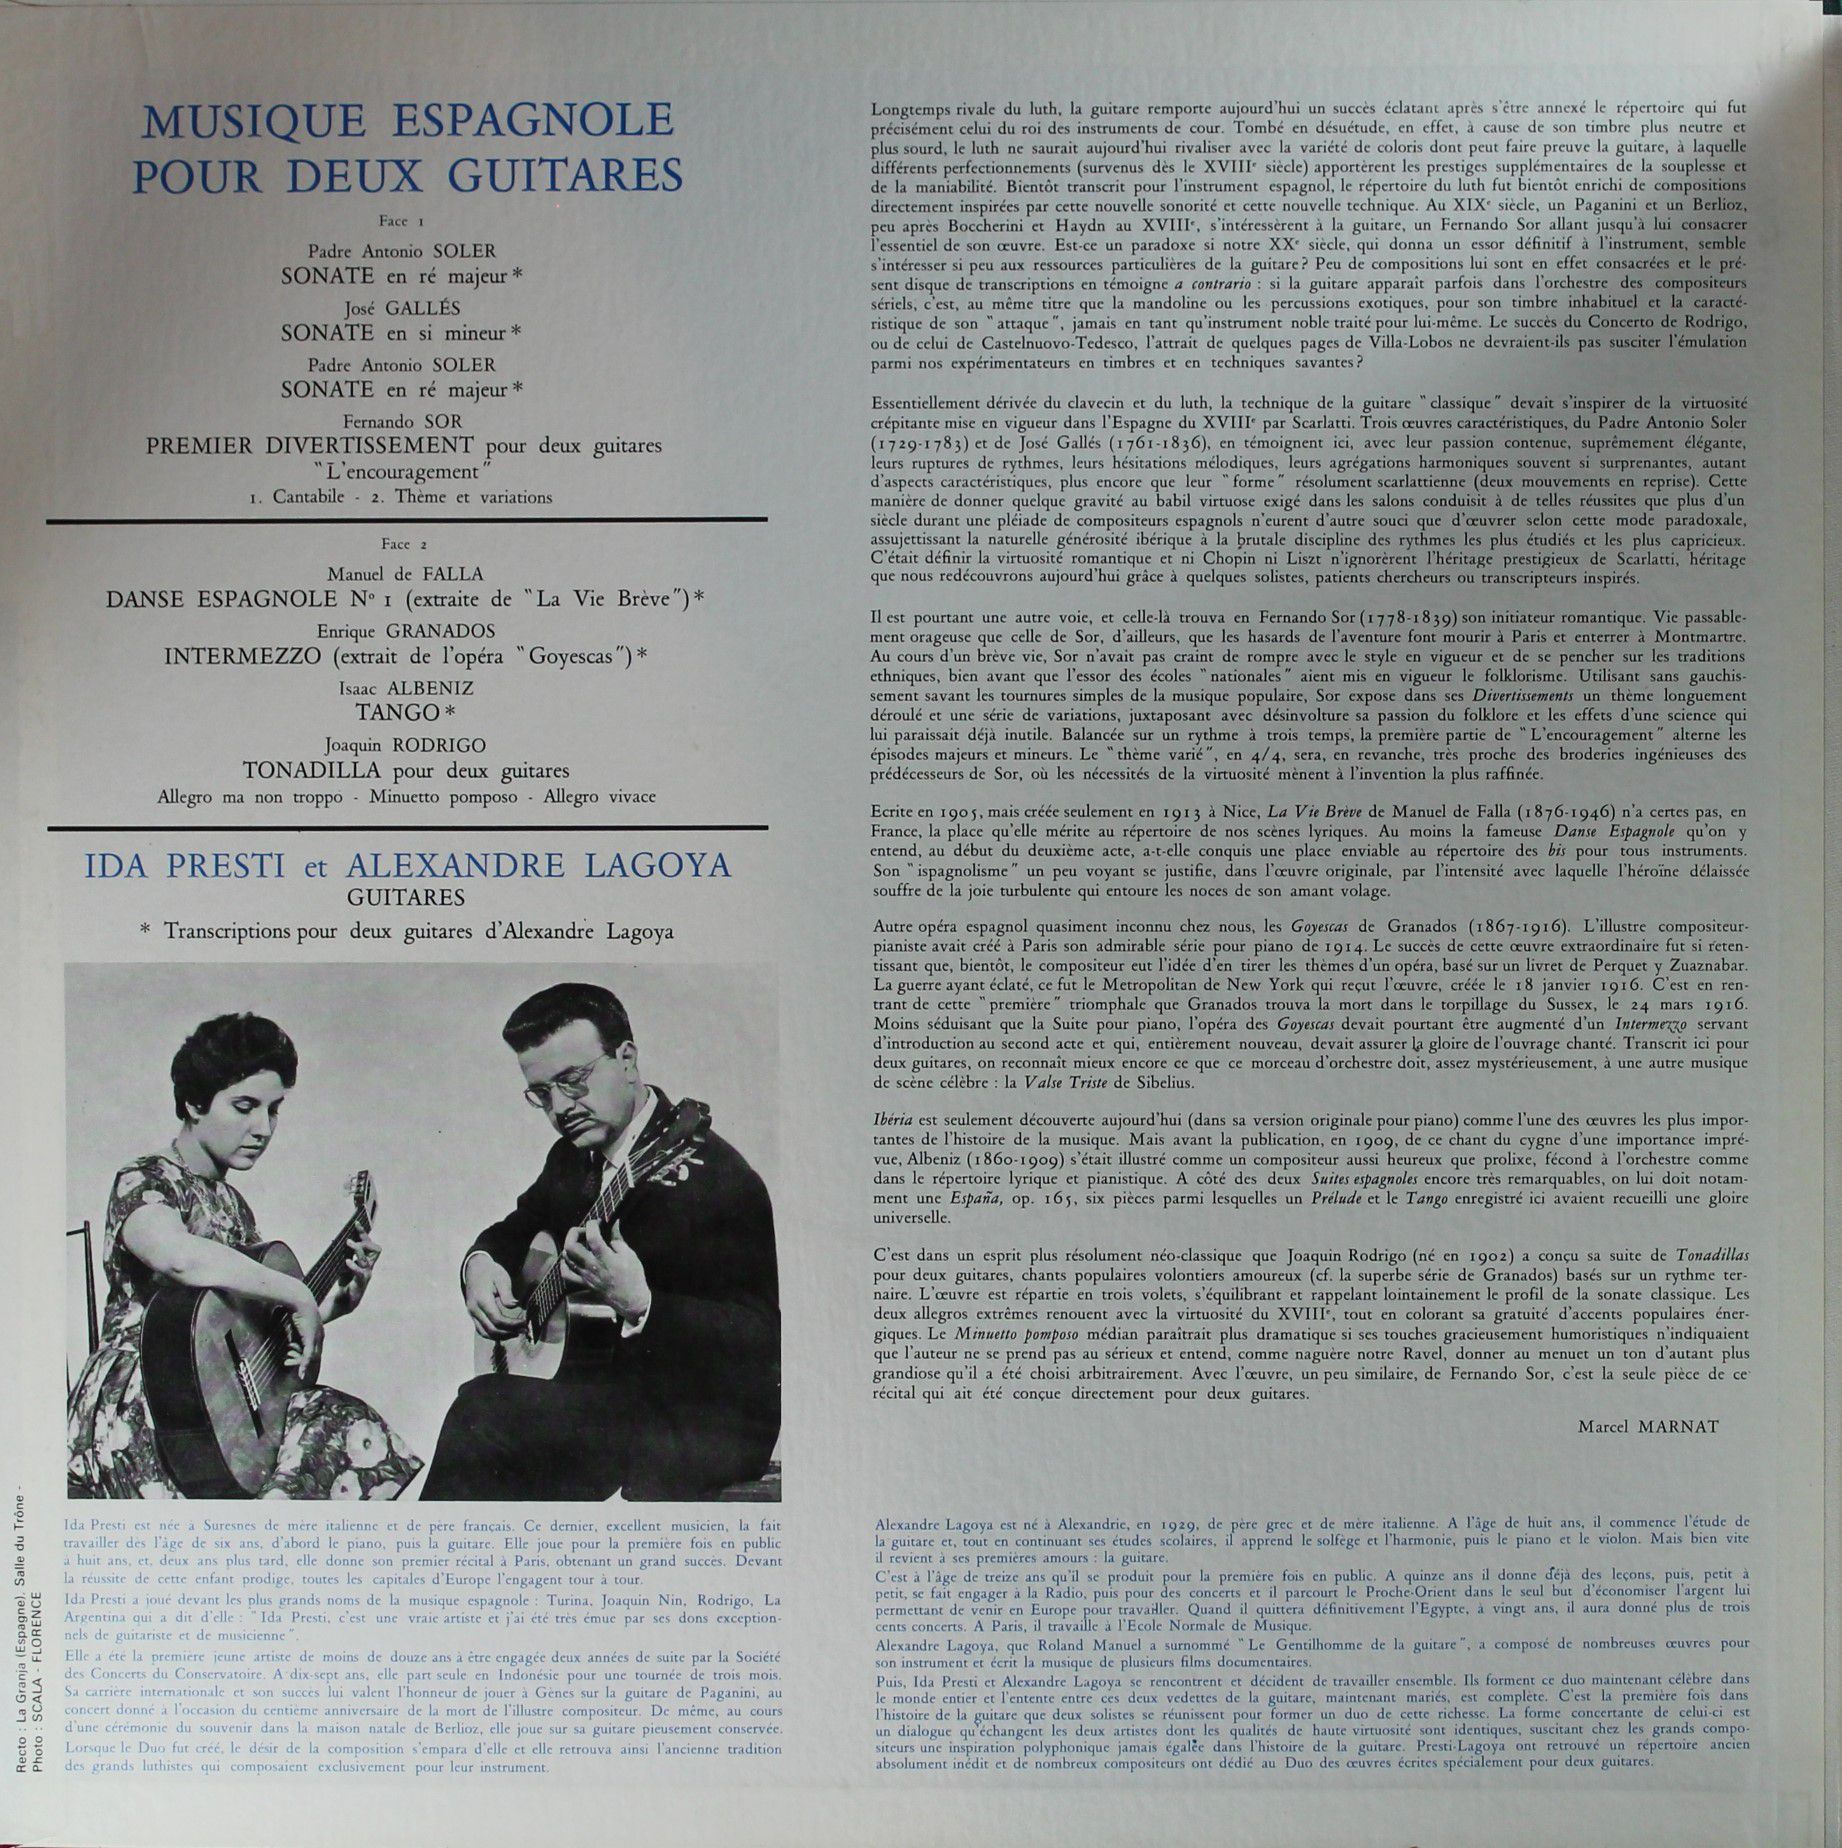 MUSIQUE ESPAGNOLE
POUR DEUX GUITARES
Face 1
Padre Antonio SOLER
SONATE en ré majeur *
José GALLÉS
SONATE en si mineur *
Padre Antonio SOLER
SONATE en ré majeur *
Fernando SOR
PREMIER DIVERTISSEMENT pour deux guitares
"L'encouragement"
1. Cantabile - 2. Thème et variations
Face 2
Manuel de FALLA
DANSE ESPAGNOLE Nº 1 (extraite de "La Vie Brève") *
Enrique GRANADOS
INTERMEZZO (extrait de l'opéra "Goyescas") *
Isaac ALBENIZ
TANGO *
Joaquin RODRIGO
TONADILLA pour deux guitares
Allegro ma non troppo - Minuetto pomposo - Allegro vivace
IDA PRESTI et ALEXANDRE LAGOYA
GUITARES
* Transcriptions pour deux guitares d'Alexandre Lagoya
Longtemps rivale du luth, la guitare remporte aujourd'hui un succès éclatant après s'être annexé le répertoire qui fut
précisément celui du roi des instruments de cour. Tombé en désuétude, en effet, à cause de son timbre plus neutre et
plus sourd, le luth ne saurait aujourd'hui rivaliser avec la variété de coloris dont peut faire preuve la guitare, à laquelle
différents perfectionnements (survenus dès le XVIIIe siècle) apportèrent les prestiges supplémentaires de la souplesse et
de la maniabilité. Bientôt transcrit pour l'instrument espagnol, le répertoire du luth fut bientôt enrichi de compositions
directement inspirées par cette nouvelle sonorité et cette nouvelle technique. Au XIXe siècle, un Paganini et un Berlioz,
peu après Boccherini et Haydn au XVIIIe, s'intéressèrent à la guitare, un Fernando Sor allant jusqu'à lui consacrer
l'essentiel de son œuvre. Est-ce un paradoxe si notre XXe siècle, qui donna un essor définitif à l'instrument, semble
s'intéresser si peu aux ressources particulières de la guitare? Peu de compositions lui sont en effet consacrées et le pré-
sent disque de transcriptions en témoigne a contrario : si la guitare apparaît parfois dans l'orchestre des compositeurs
sériels, c'est, au même titre que la mandoline ou les percussions exotiques, pour son timbre inhabituel et la caracté-
ristique de son "attaque", jamais en tant qu'instrument noble traité pour lui-même. Le succès du Concerto de Rodrigo,
ou de celui de Castelnuovo-Tedesco, l'attrait de quelques pages de Villa-Lobos ne devraient-ils pas susciter l'émulation
parmi nos expérimentateurs en timbres et en techniques savantes?
Essentiellement dérivée du clavecin et du luth, la technique de la guitare "classique" devait s'inspirer de la virtuosité
crépitante mise en vigueur dans l'Espagne du XVIIIe par Scarlatti. Trois œuvres caractéristiques, du Padre Antonio Soler
(1729-1783) et de José Gallés (1761-1836), en témoignent ici, avec leur passion contenue, suprêmement élégante,
leurs ruptures de rythmes, leurs hésitations mélodiques, leurs agrégations harmoniques souvent si surprenantes, autant
d'aspects caractéristiques, plus encore que leur "forme" résolument scarlattienne (deux mouvements en reprise). Cette
manière de donner quelque gravité au babil virtuose exigé dans les salons conduisit à de telles réussites que plus d'un
siècle durant une pléiade de compositeurs espagnols n'eurent d'autre souci que d'œuvrer selon cette mode paradoxale,
assujettissant la naturelle générosité ibérique à la brutale discipline des rythmes les plus étudiés et les plus capricieux.
C'était définir la virtuosité romantique et ni Chopin ni Liszt n'ignorèrent l'héritage prestigieux de Scarlatti, héritage
que nous redécouvrons aujourd'hui grâce à quelques solistes, patients chercheurs ou transcripteurs inspirés.
Il est pourtant une autre voie, et celle-là trouva en Fernando Sor (1778-1839) son initiateur romantique. Vie passable-
ment orageuse que celle de Sor, d'ailleurs, que les hasards de l'aventure font mourir à Paris et enterrer à Montmartre.
Au cours d'un brève vie, Sor n'avait pas craint de rompre avec le style en vigueur et de se pencher sur les traditions
ethniques, bien avant que l'essor des écoles "nationales" aient mis en vigueur le folklorisme. Utilisant sans gauchis-
sement savant les tournures simples de la musique populaire, Sor expose dans ses Divertissements un thème longuement
déroulé et une série de variations, juxtaposant avec désinvolture sa passion du folklore et les effets d'une science qui
lui paraissait déjà inutile. Balancée sur un rythme à trois temps, la première partie de "L'encouragement" alterne les
épisodes majeurs et mineurs. Le "thème varié", en 4/4, sera, en revanche, très proche des broderies ingénieuses des
prédécesseurs de Sor, où les nécessités de la virtuosité mènent à l'invention la plus raffinée.
Ecrite en 1905, mais créée seulement en 1913 à Nice, La Vie Brève de Manuel de Falla (1876-1946) n'a certes pas, en
France, la place qu'elle mérite au répertoire de nos scènes lyriques. Au moins la fameuse Danse Espagnole qu'on y
entend, au début du deuxième acte, a-t-elle conquis une place enviable au répertoire des bis pour tous instruments.
Son "ispagnolisme" un peu voyant se justifie, dans l'œuvre originale, par l'intensité avec laquelle l'héroïne délaissée
souffre de la joie turbulente qui entoure les noces de son amant volage.
Autre opéra espagnol quasiment inconnu chez nous, les Goyescas de Granados (1867-1916). L'illustre compositeur-
pianiste avait créé à Paris son admirable série pour piano de 1914. Le succès de cette œuvre extraordinaire fut si reten-
tissant que, bientôt, le compositeur eut l'idée d'en tirer les thèmes d'un opéra, basé sur un livret de Perquet y Zuaznabar.
La guerre ayant éclaté, ce fut le Metropolitan de New York qui reçut l'œuvre, créée le 18 janvier 1916. C'est en ren-
trant de cette "première" triomphale que Granados trouva la mort dans le torpillage du Sussex, le 24 mars 1916.
Moins séduisant que la Suite pour piano, l'opéra des Goyescas devait pourtant être augmenté d'un Intermezzo servant
d'introduction au second acte et qui, entièrement nouveau, devait assurer la gloire de l'ouvrage chanté. Transcrit ici pour
deux guitares, on reconnaît mieux encore ce que ce morceau d'orchestre doit, assez mystérieusement, à une autre musique
de scène célèbre : la Valse Triste de Sibelius.
Ibéria est seulement découverte aujourd'hui (dans sa version originale pour piano) comme l'une des œuvres les plus impor-
tantes de l'histoire de la musique. Mais avant la publication, en 1909, de ce chant du cygne d'une importance impré-
vue, Albeniz (1860-1909) s'était illustré comme un compositeur aussi heureux que prolixe, fécond à l'orchestre comme
dans le répertoire lyrique et pianistique. A côté des deux Suites espagnoles encore très remarquables, on lui doit notam-
ment une España, op. 165, six pièces parmi lesquelles un Prélude et le Tango enregistré ici avaient recueilli une gloire
universelle.
C'est dans un esprit plus résolument néo-classique que Joaquin Rodrigo (né en 1902) a conçu sa suite de Tonadillas
pour deux guitares, chants populaires volontiers amoureux (cf. la superbe série de Granados) basés sur un rythme ter-
naire. L'œuvre est répartie en trois volets, s'équilibrant et rappelant lointainement le profil de la sonate classique. Les
deux allegros extrêmes renouent avec la virtuosité du XVIIIe, tout en colorant sa gratuité d'accents populaires éner-
giques. Le Minuetto pomposo médian paraîtrait plus dramatique si ses touches gracieusement humoristiques n'indiquaient
que l'auteur ne se prend pas au sérieux et entend, comme naguère notre Ravel, donner au menuet un ton d'autant plus
grandiose qu'il a été choisi arbitrairement. Avec l'œuvre, un peu similaire, de Fernando Sor, c'est la seule pièce de ce
récital qui ait été conçue directement pour deux guitares.
Marcel MARNAT
Ida Presti est née à Suresnes de mère italienne et de père français. Ce dernier, excellent musicien, la fait
travailler dès l'âge de six ans, d'abord le piano, puis la guitare. Elle joue pour la première fois en public
à huit ans, et, deux ans plus tard, elle donne son premier récital à Paris, obtenant un grand succès. Devant
la réussite de cette enfant prodige, toutes les capitales d'Europe l'engagent tour à tour.
Ida Presti a joué devant les plus grands noms de la musique espagnole : Turina, Joaquin Nin, Rodrigo, La
Argentina qui a dit d'elle : "Ida Presti, c'est une vraie artiste et j'ai été très émue par ses dons exception-
nels de guitariste et de musicienne".
Elle a été la première jeune artiste de moins de douze ans à être engagée deux années de suite par la Société
des Concerts du Conservatoire. A dix-sept ans, elle part seule en Indonésie pour une tournée de trois mois.
Sa carrière internationale et son succès lui valent l'honneur de jouer à Gènes sur la guitare de Paganini, au
concert donné à l'occasion du centième anniversaire de la mort de l'illustre compositeur. De même, au cours
d'une cérémonie du souvenir dans la maison natale de Berlioz, elle joue sur sa guitare pieusement conservée.
Lorsque le Duo fut créé, le désir de la composition s'empara d'elle et elle retrouva ainsi l'ancienne tradition
des grands luthistes qui composaient exclusivement pour leur instrument.
Alexandre Lagoya est né à Alexandrie, en 1929, de père grec et de mère italienne. A l'âge de huit ans, il commence l'étude de
la guitare et, tout en continuant ses études scolaires, il apprend le solfège et l'harmonie, puis le piano et le violon. Mais bien vite
il revient à ses premières amours : la guitare.
C'est à l'âge de treize ans qu'il se produit pour la première fois en public. A quinze ans il donne déjà des leçons, puis, petit à
petit, se fait engager à la Radio, puis pour des concerts et il parcourt le Proche-Orient dans le seul but d'économiser l'argent lui
permettant de venir en Europe pour travailler. Quand il quittera définitivement l'Egypte, à vingt ans, il aura donné plus de trois
cents concerts. A Paris, il travaille à l'Ecole Normale de Musique.
Alexandre Lagoya, que Roland Manuel a surnommé "Le Gentilhomme de la guitare", a composé de nombreuses œuvres pour
son instrument et écrit la musique de plusieurs films documentaires.
Puis, Ida Presti et Alexandre Lagoya se rencontrent et décident de travailler ensemble. Ils forment ce duo maintenant célèbre dans
le monde entier et l'entente entre ces deux vedettes de la guitare, maintenant mariés, est complète. C'est la première fois dans
l'histoire de la guitare que deux solistes se réunissent pour former un duo de cette richesse. La forme concertante de celui-ci est
un dialogue qu'échangent les deux artistes dont les qualités de haute virtuosité sont identiques, suscitant chez les grands compo-
siteurs une inspiration polyphonique jamais égalée dans l'histoire de la guitare. Presti-Lagoya ont retrouvé un répertoire ancien
absolument inédit et de nombreux compositeurs ont dédié au Duo des œuvres écrites spécialement pour deux guitares.
Recto : La Granja (Espagne). Salle du Trône -
Photo : SCALA - FLORENCE